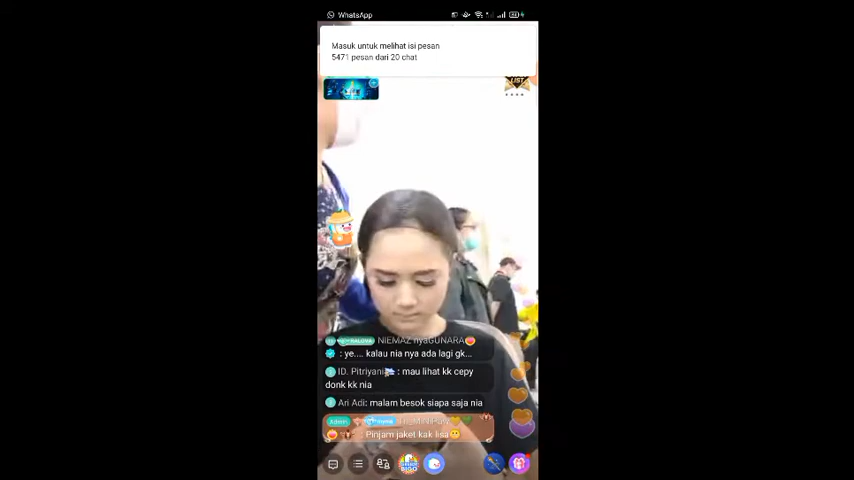 WhatsApp
Masuk untuk melihat isi pesan
5471 pesan dari 20 chat
LIST
NIEMAZ nyaGUNARA
: ye.... kalau nia nya ada lagi gk...
ID. Pitriyani : mau lihat kk cepy
donk kk nia
Ari Adi: malam besok siapa saja nia
Admin
: Pinjam jaket kak lisa